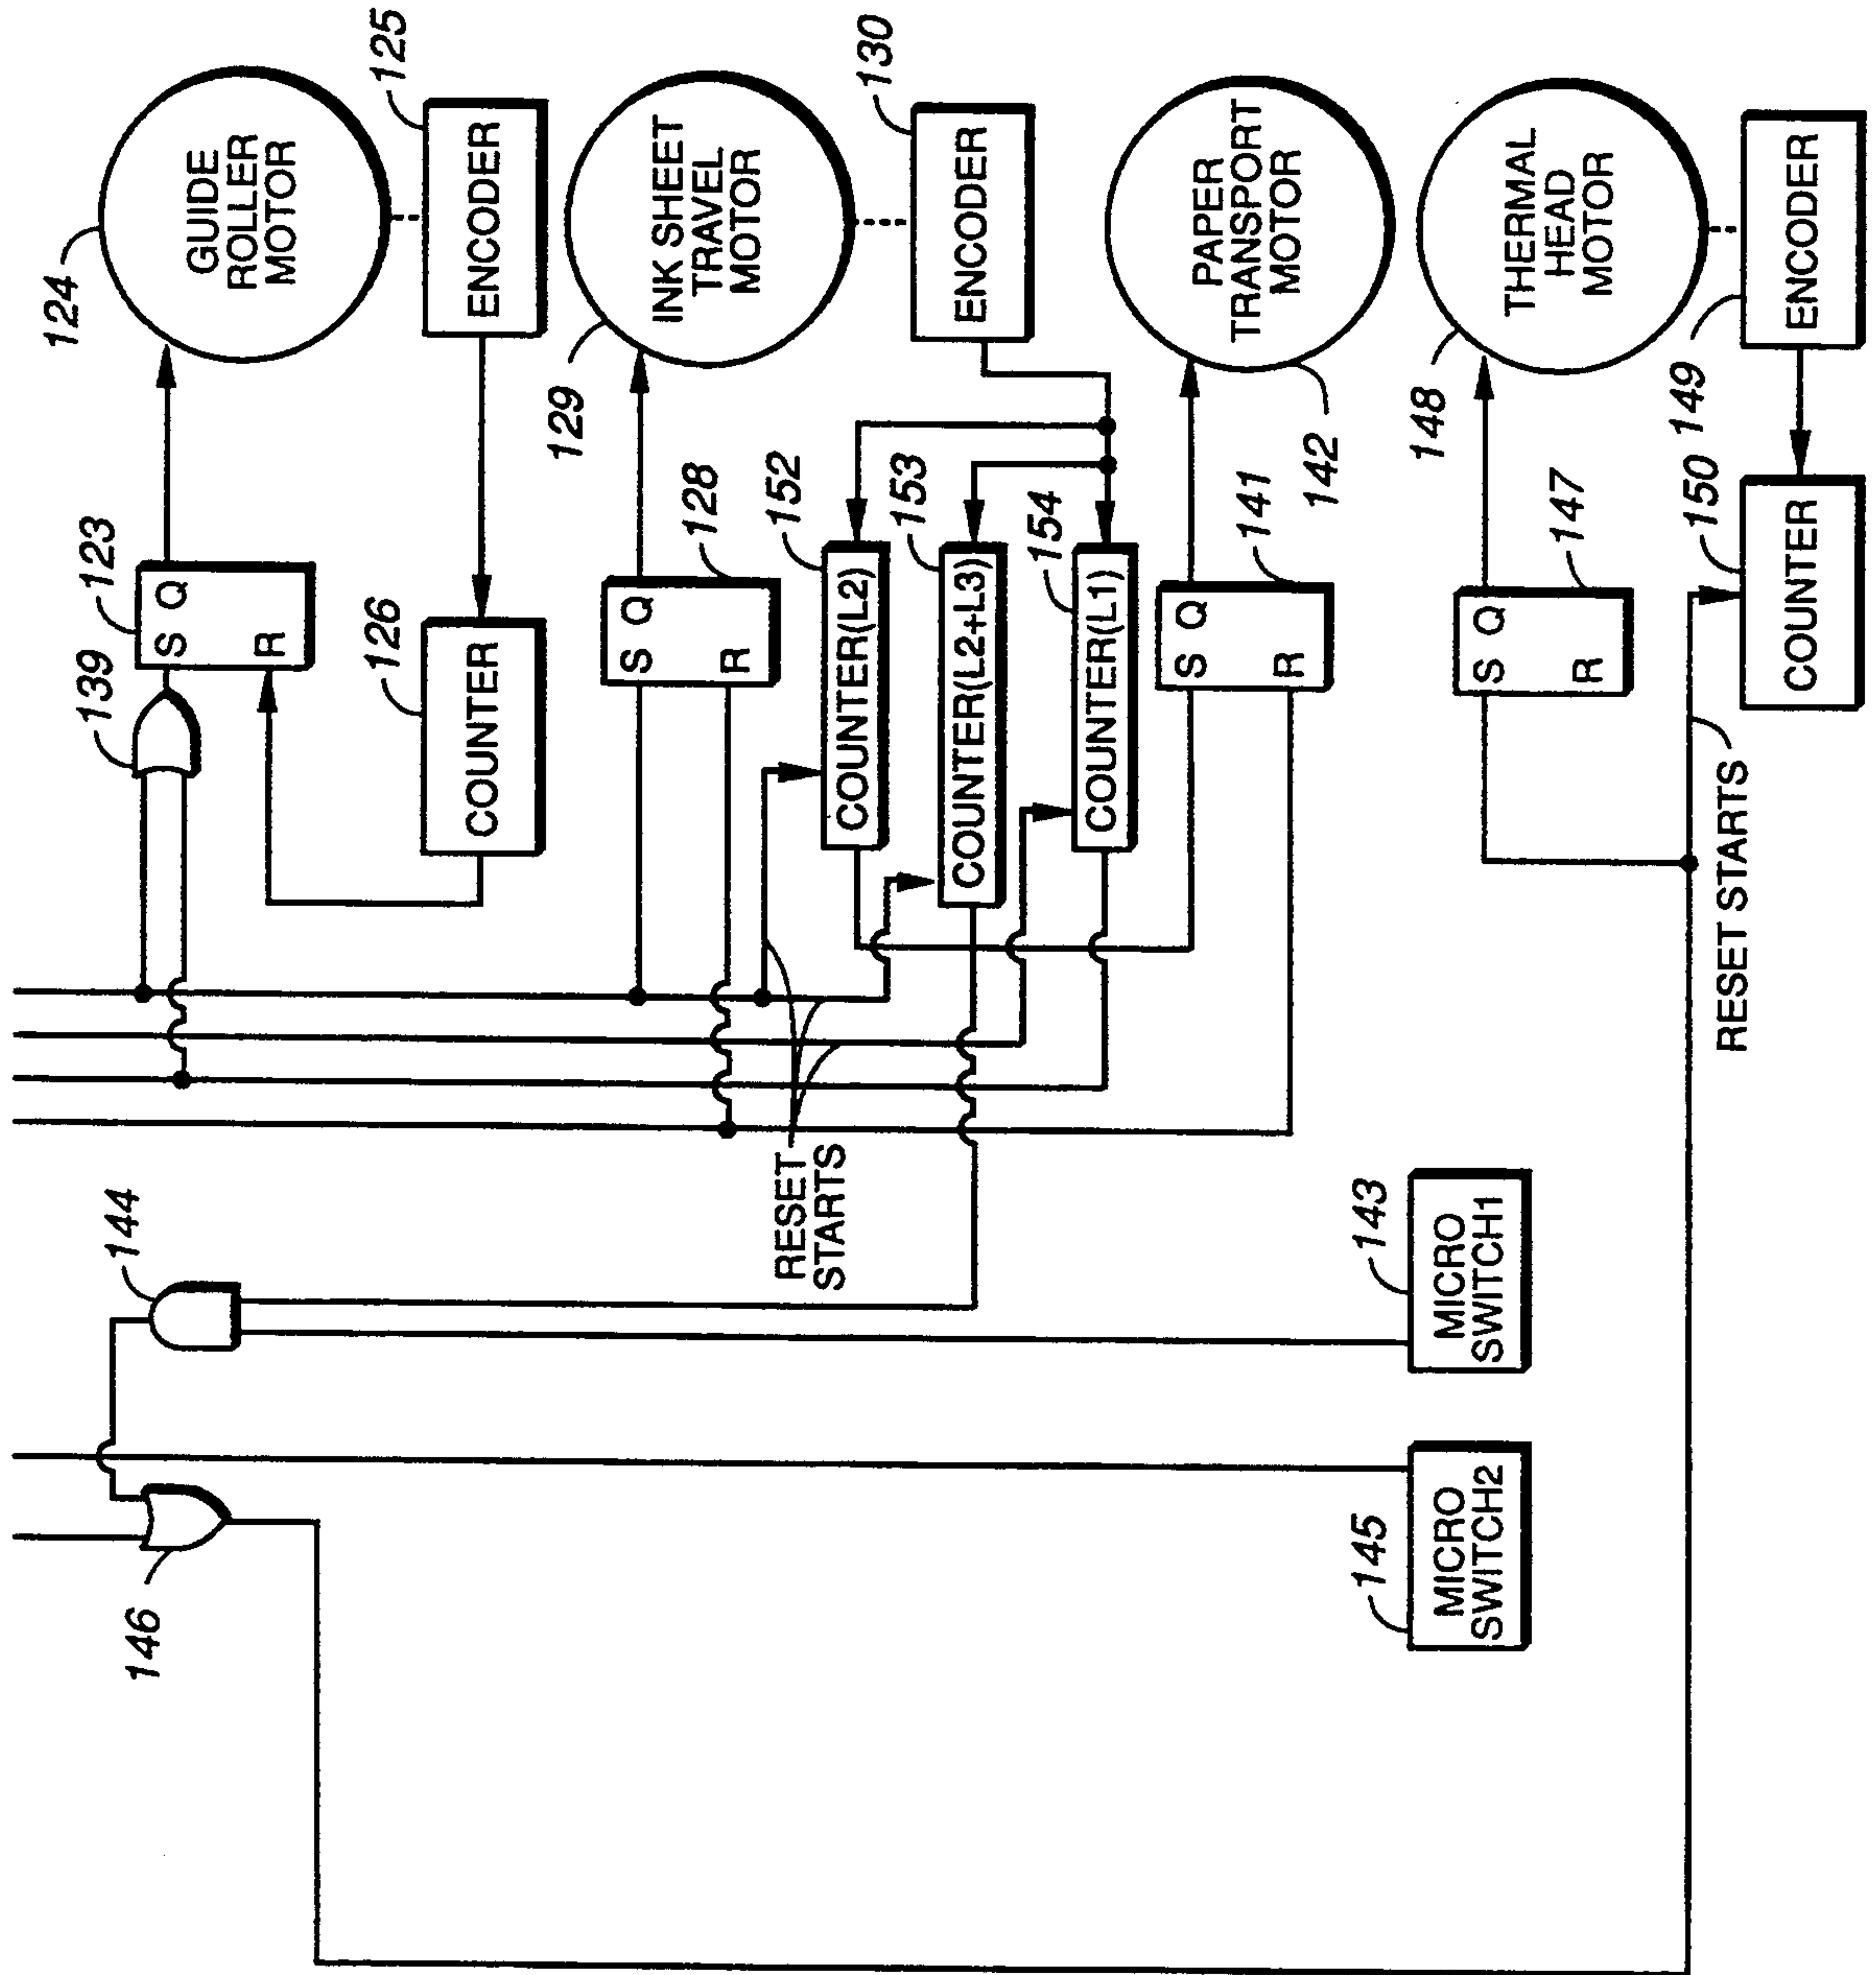 124
GUIDE
ROLLER
MOTOR
125
ENCODER
123
S Q
R
139
126
COUNTER
129
INK SHEET
TRAVEL
MOTOR
130
ENCODER
128
S Q
R
152
COUNTER(L2)
153
COUNTER(L2+L3)
154
COUNTER(L1)
RESET
STARTS
PAPER
TRANSPORT
MOTOR
142
141
S Q
R
148
THERMAL
HEAD
MOTOR
149
ENCODER
147
S Q
R
150
COUNTER
RESET STARTS
144
143
MICRO
SWITCH1
146
145
MICRO
SWITCH2